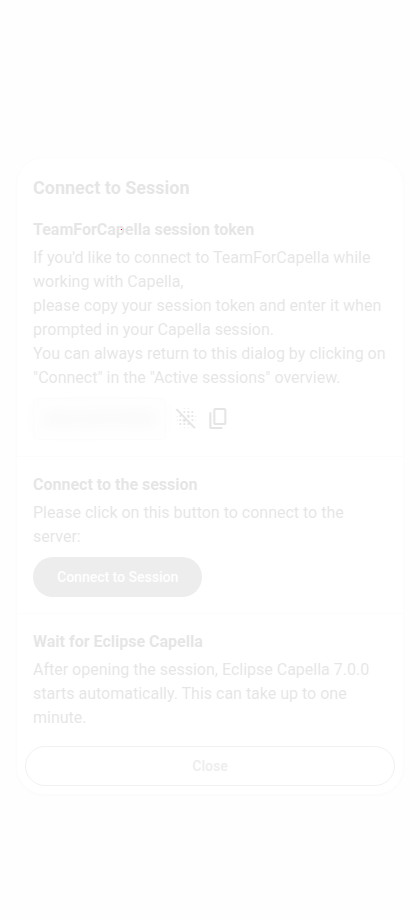 Connect to Session
TeamForCapella session token
If you'd like to connect to TeamForCapella while
working with Capella,
please copy your session token and enter it when
prompted in your Capella session.
You can always return to this dialog by clicking on
"Connect" in the "Active sessions" overview.
Connect to the session
Please click on this button to connect to the
server:
Connect to Session
Wait for Eclipse Capella
After opening the session, Eclipse Capella 7.0.0
starts automatically. This can take up to one
minute.
Close